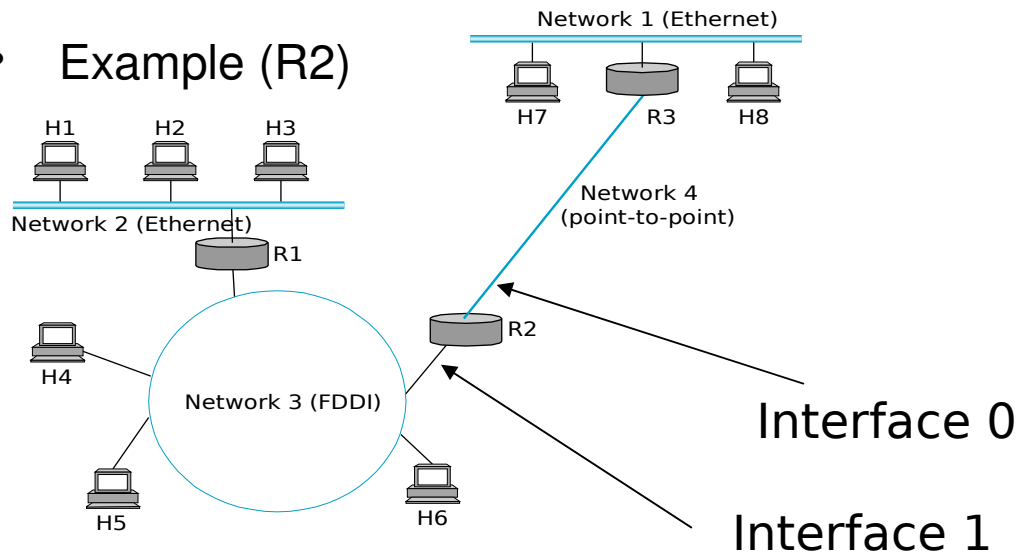 Network 1 (Ethernet)
• Example (R2)
H7
R3
H8
H1
H2
H3
Network 4
(point-to-point)
Network 2 (Ethernet)
R1
R2
H4
Network 3 (FDDI)
Interface 0
H5
H6
Interface 1